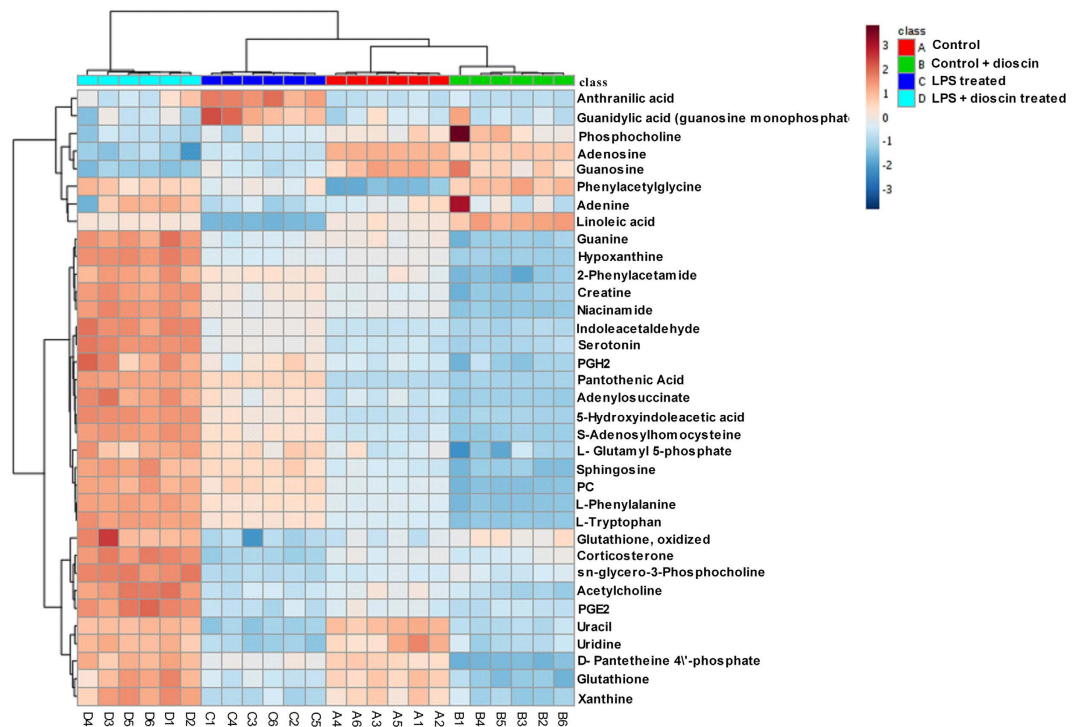 class
A Control
B Control + dioscin
C LPS treated
D LPS + dioscin treated
3
2
1
0
-1
-2
-3
class
Anthranilic acid
Guanidylic acid (guanosine monophosphate
Phosphocholine
Adenosine
Guanosine
Phenylacetylglycine
Adenine
Linoleic acid
Guanine
Hypoxanthine
2-Phenylacetamide
Creatine
Niacinamide
Indoleacetaldehyde
Serotonin
PGH2
Pantothenic Acid
Adenylosuccinate
5-Hydroxyindoleacetic acid
S-Adenosylhomocysteine
L- Glutamyl 5-phosphate
Sphingosine
PC
L-Phenylalanine
L-Tryptophan
Glutathione, oxidized
Corticosterone
sn-glycero-3-Phosphocholine
Acetylcholine
PGE2
Uracil
Uridine
D- Pantetheine 4\'-phosphate
Glutathione
Xanthine
D4 D3 D5 D6 D1 D2 C1 C4 C3 C6 C2 C5 A4 A6 A3 A5 A1 A2 B1 B4 B5 B3 B2 B6